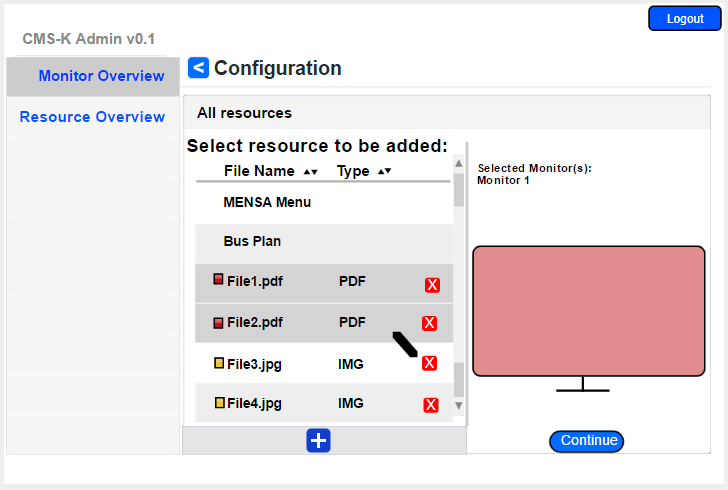 Logout
CMS-K Admin v0.1
Monitor Overview
Resource Overview
< Configuration
All resources
Select resource to be added:
File Name ▲▼ Type ▲▼
MENSA Menu
Bus Plan
File1.pdf PDF X
File2.pdf PDF X
File3.jpg IMG X
File4.jpg IMG X
+
Selected Monitor(s):
Monitor 1
Continue